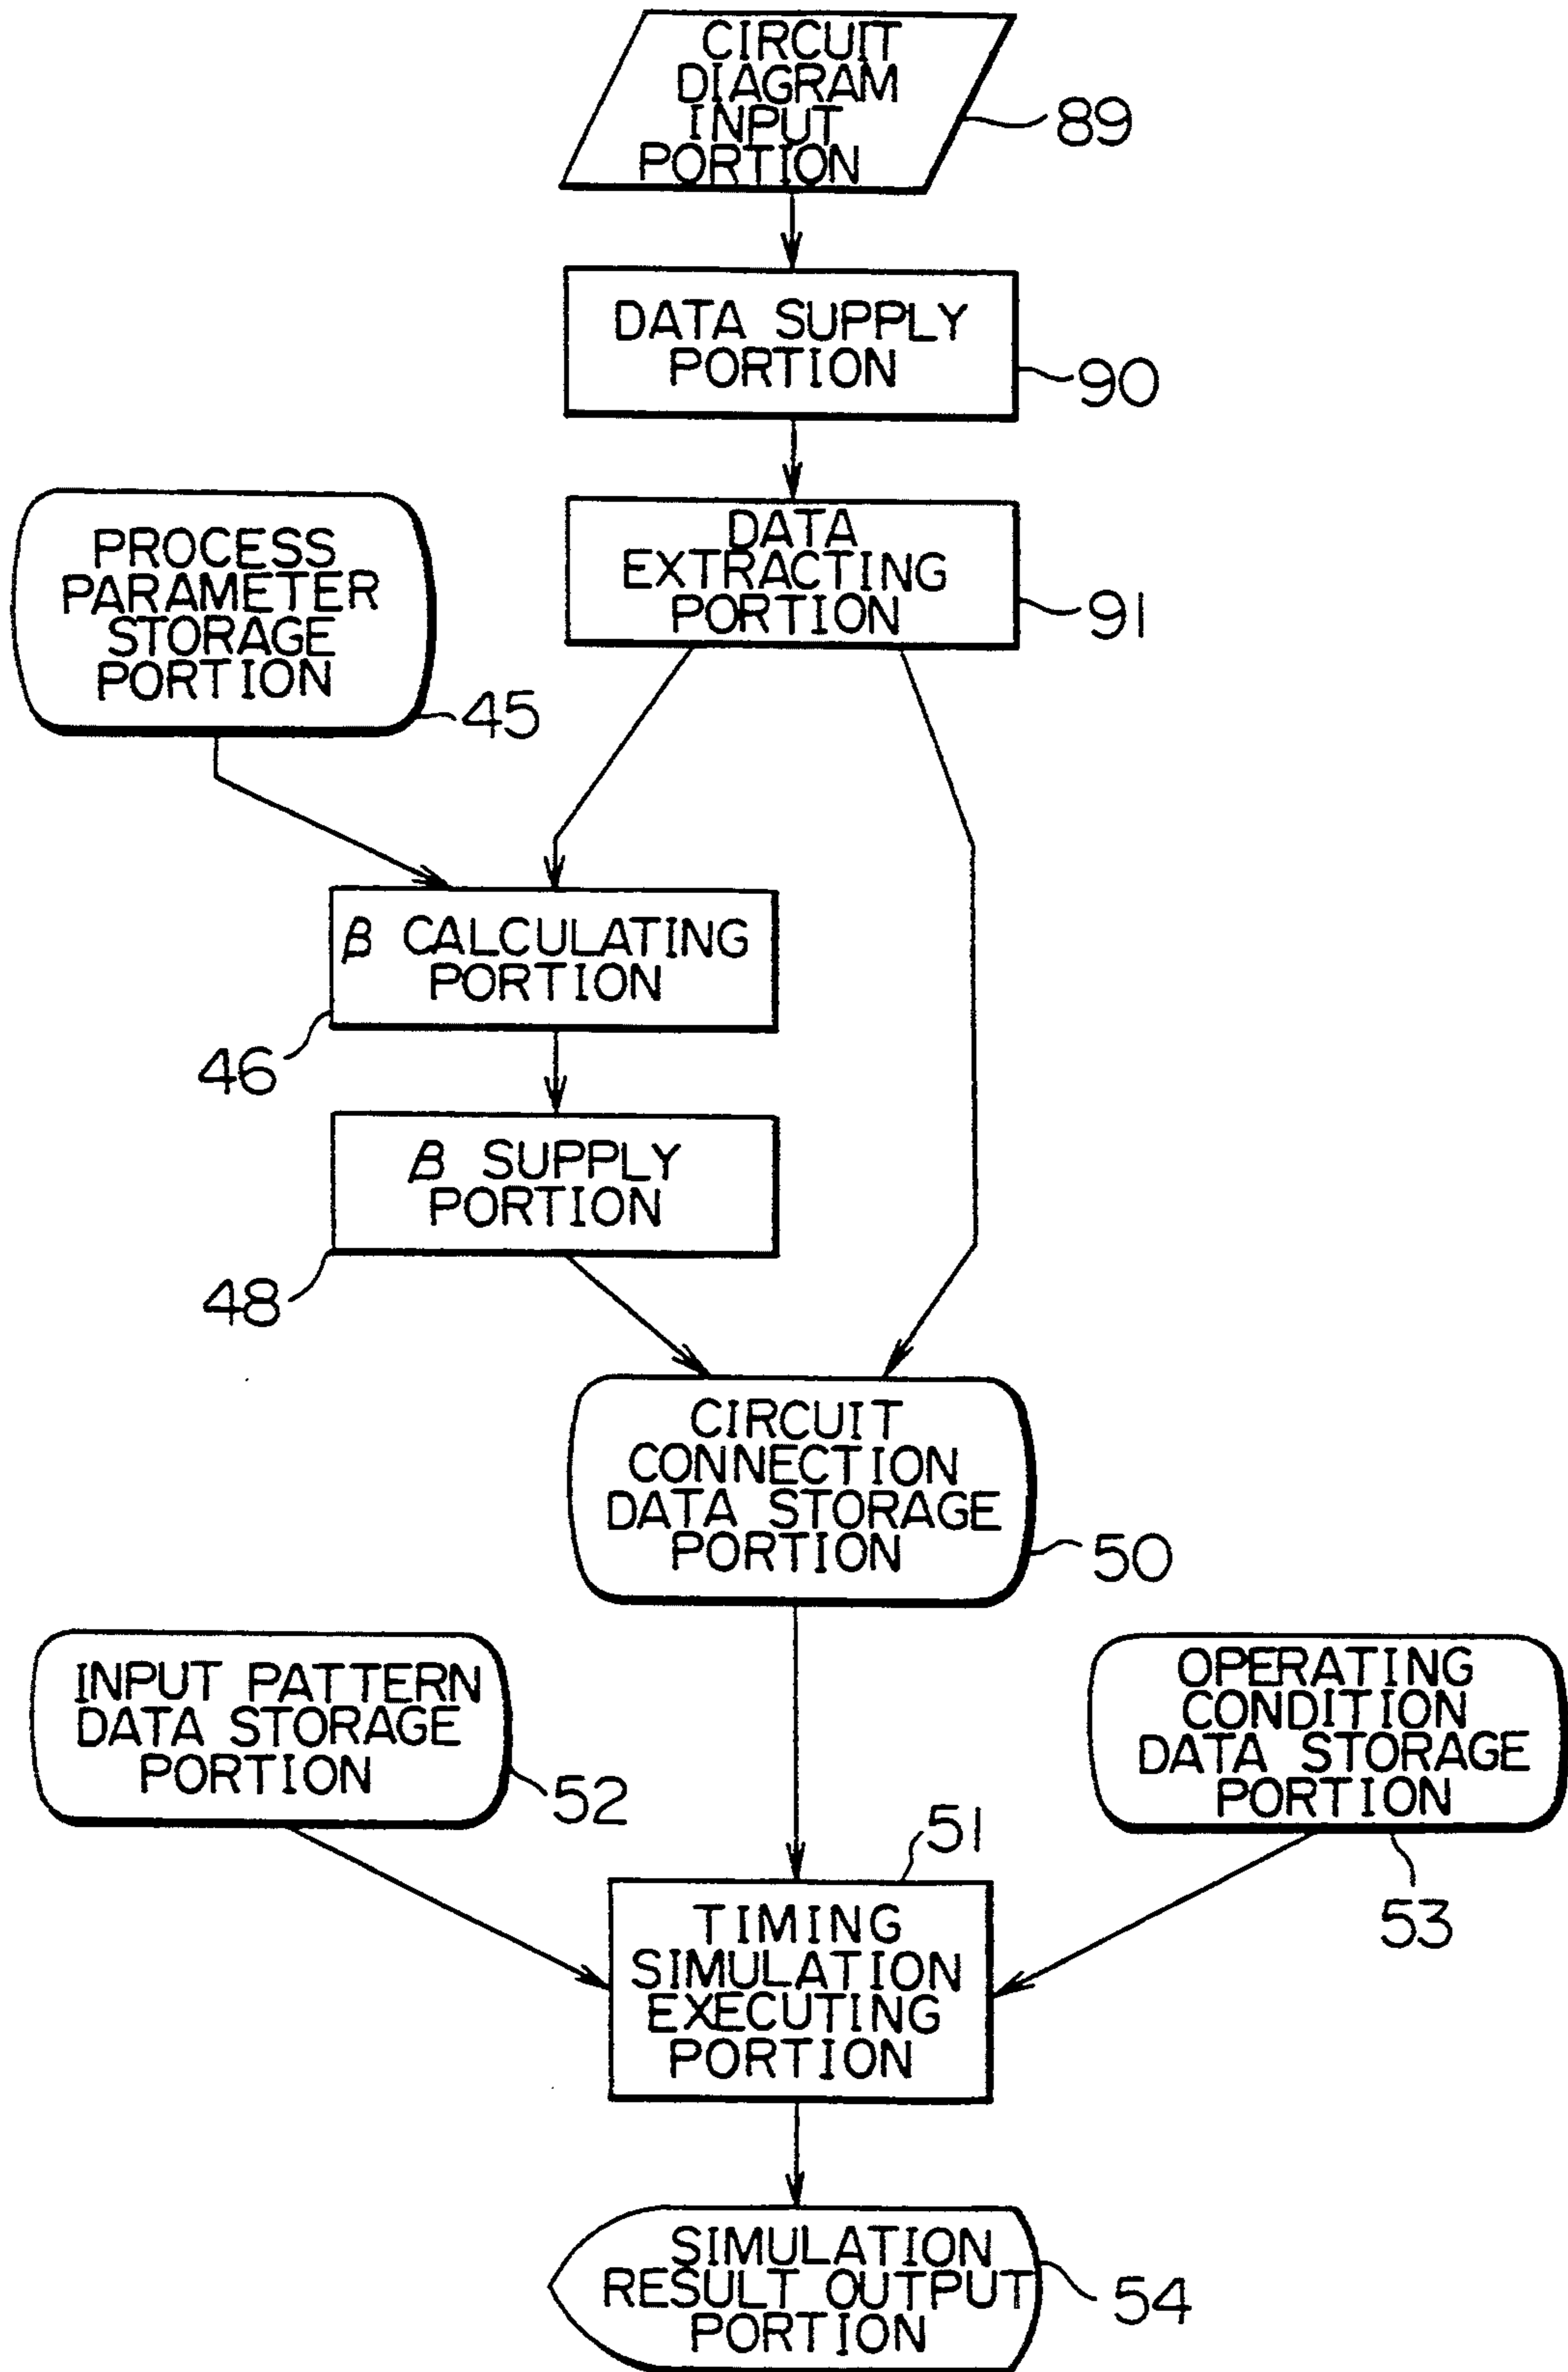 CIRCUIT
DIAGRAM
INPUT
PORTION
89
DATA SUPPLY
PORTION
90
DATA
EXTRACTING
PORTION
91
PROCESS
PARAMETER
STORAGE
PORTION
45
β CALCULATING
PORTION
46
β SUPPLY
PORTION
48
CIRCUIT
CONNECTION
DATA STORAGE
PORTION
50
INPUT PATTERN
DATA STORAGE
PORTION
52
OPERATING
CONDITION
DATA STORAGE
PORTION
53
51
TIMING
SIMULATION
EXECUTING
PORTION
SIMULATION
RESULT OUTPUT
PORTION
54